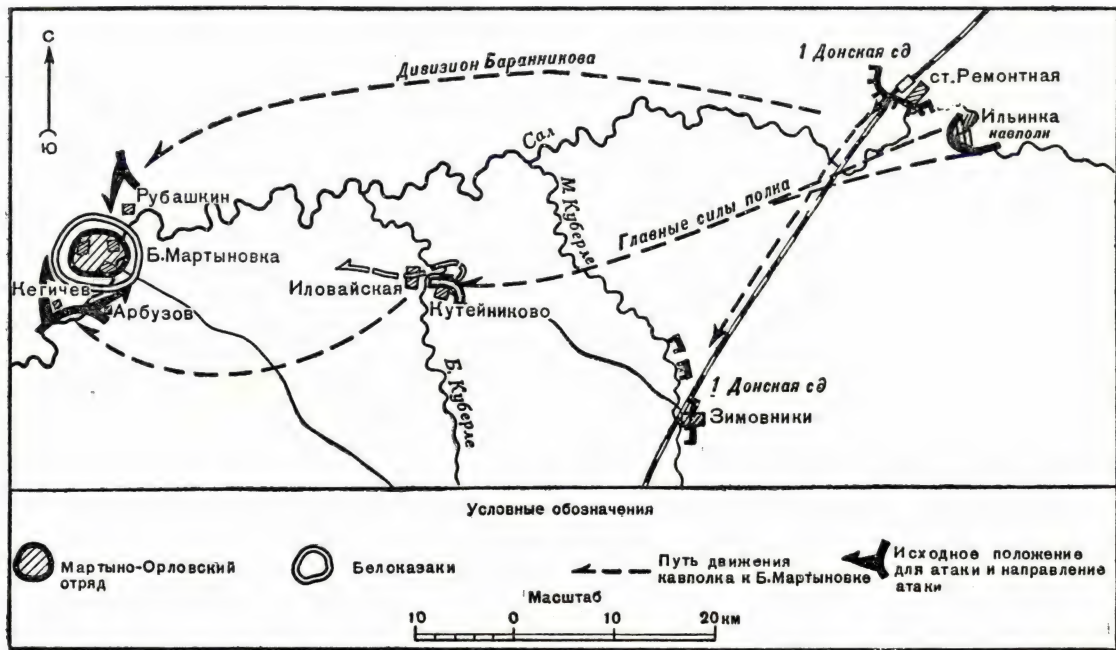 С
Ю
Дивизион Баранникова
1 Донская сд
ст. Ремонтная
Ильинка
кавполк
Сал
М. Куберле
Главные силы полка
Рубашкин
Б. Мартыновка
Кегичев
Арбузов
Иловайская
Кутейниково
Б. Куберле
1 Донская сд
Зимовники
Условные обозначения
Мартыно-Орловский
отряд
Белоказаки
Путь движения
кавполка к Б. Мартыновке
Исходное положение
для атаки и направление
атаки
Масштаб
10 0 10 20 км